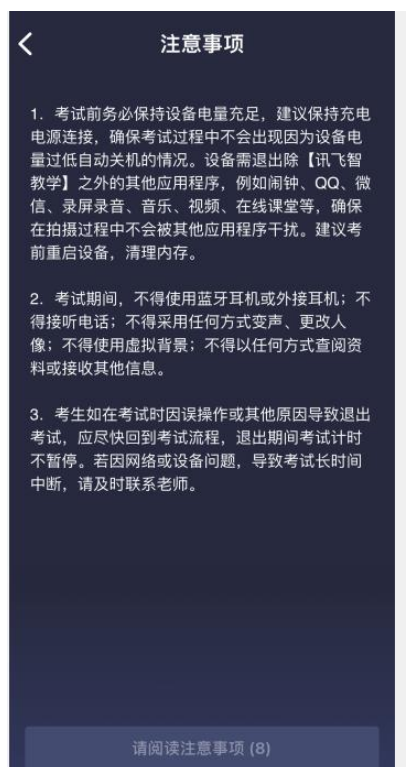 注意事项
1. 考试前务必保持设备电量充足，建议保持充电
电源连接，确保考试过程中不会出现因为设备电
量过低自动关机的情况。设备需退出除【讯飞智
教学】之外的其他应用程序，例如闹钟、QQ、微
信、录屏录音、音乐、视频、在线课堂等，确保
在拍摄过程中不会被其他应用程序干扰。建议考
前重启设备，清理内存。
2. 考试期间，不得使用蓝牙耳机或外接耳机；不
得接听电话；不得采用任何方式变声、更改人
像；不得使用虚拟背景；不得以任何方式查阅资
料或接收其他信息。
3. 考生如在考试时因误操作或其他原因导致退出
考试，应尽快回到考试流程，退出期间考试计时
不暂停。若因网络或设备问题，导致考试长时间
中断，请及时联系老师。
请阅读注意事项 (8)